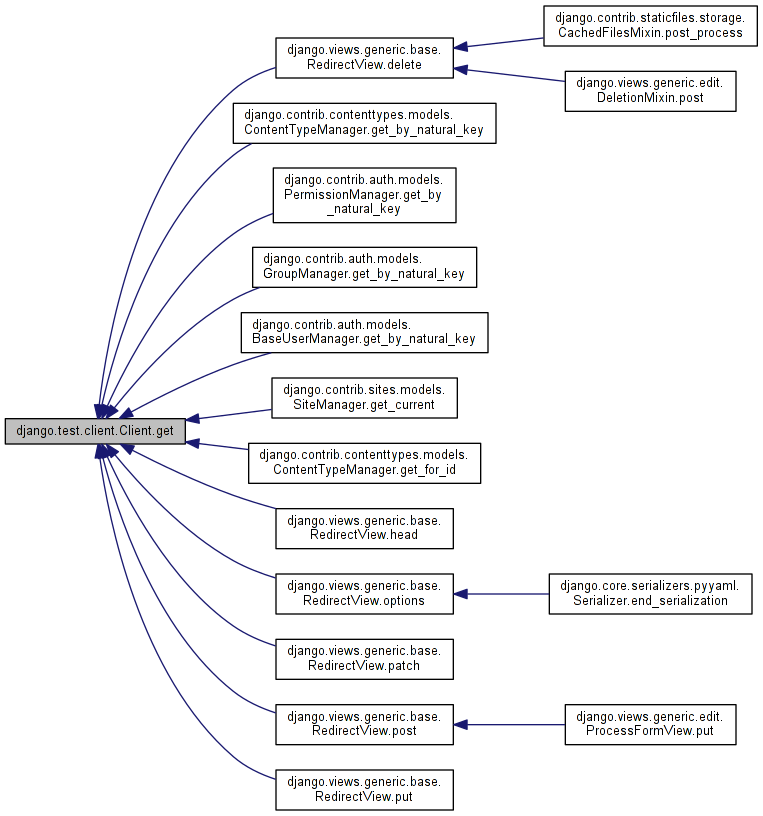 django.contrib.staticfiles.storage.
CachedFilesMixin.post_process
django.views.generic.base.
RedirectView.delete
django.views.generic.edit.
DeletionMixin.post
django.contrib.contenttypes.models.
ContentTypeManager.get_by_natural_key
django.contrib.auth.models.
PermissionManager.get_by
_natural_key
django.contrib.auth.models.
GroupManager.get_by_natural_key
django.contrib.auth.models.
BaseUserManager.get_by_natural_key
django.contrib.sites.models.
SiteManager.get_current
django.test.client.Client.get
django.contrib.contenttypes.models.
ContentTypeManager.get_for_id
django.views.generic.base.
RedirectView.head
django.views.generic.base.
RedirectView.options
django.core.serializers.pyyaml.
Serializer.end_serialization
django.views.generic.base.
RedirectView.patch
django.views.generic.base.
RedirectView.post
django.views.generic.edit.
ProcessFormView.put
django.views.generic.base.
RedirectView.put